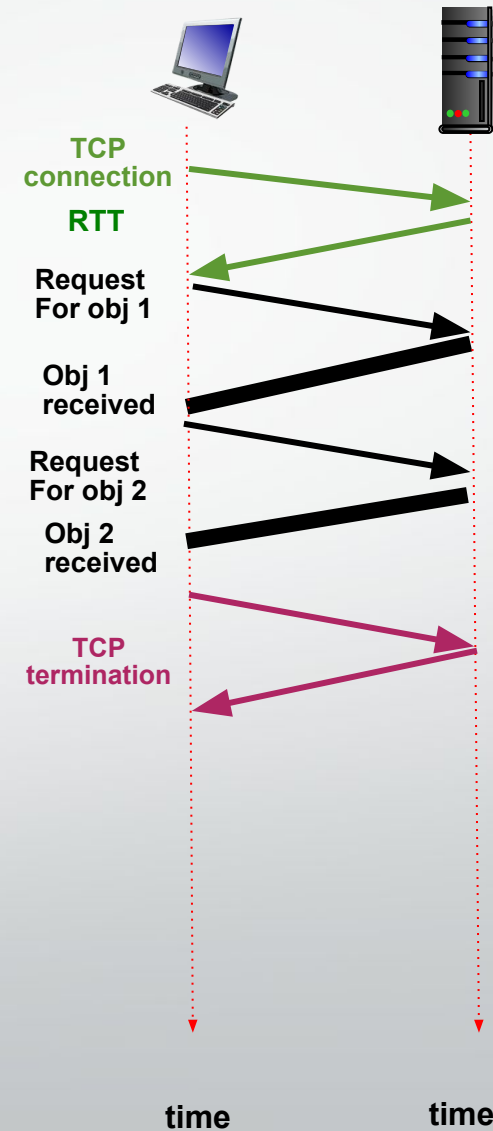 TCP
connection
RTT
Request
For obj 1
Obj 1
received
Request
For obj 2
Obj 2
received
TCP
termination
time
time